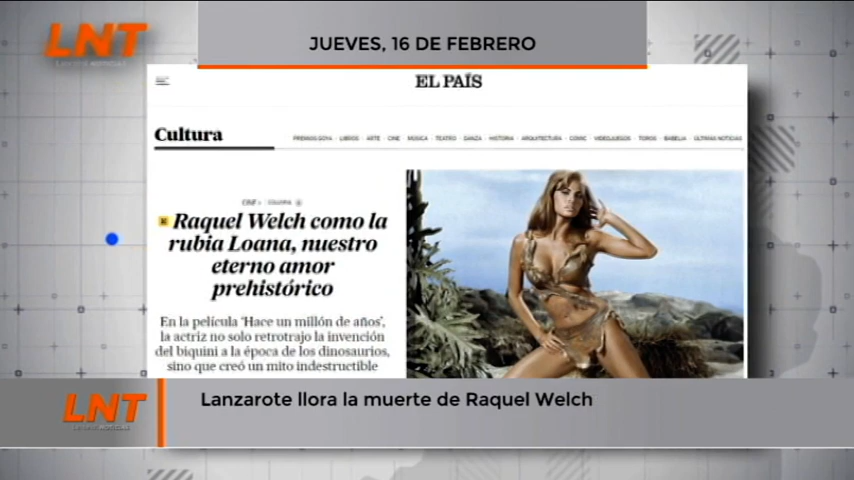 LNT
JUEVES, 16 DE FEBRERO
EL PAÍS
Cultura
PREMIOS GOYA · LIBROS · ARTE · CINE · MÚSICA · TEATRO · DANZA · HISTORIA · ARQUITECTURA · CÓMIC · VIDEOJUEGOS · TOROS · BABELIA · ÚLTIMAS NOTICIAS
Raquel Welch como la
rubia Loana, nuestro
eterno amor
prehistórico
En la película ‘Hace un millón de años’,
la actriz no solo retrotrajo la invención
del biquini a la época de los dinosaurios,
sino que creó un mito indestructible
LNT
Lanzarote llora la muerte de Raquel Welch